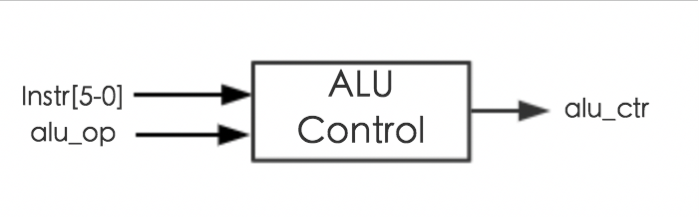 Instr[5-0]
alu_op
ALU
Control
alu_ctr